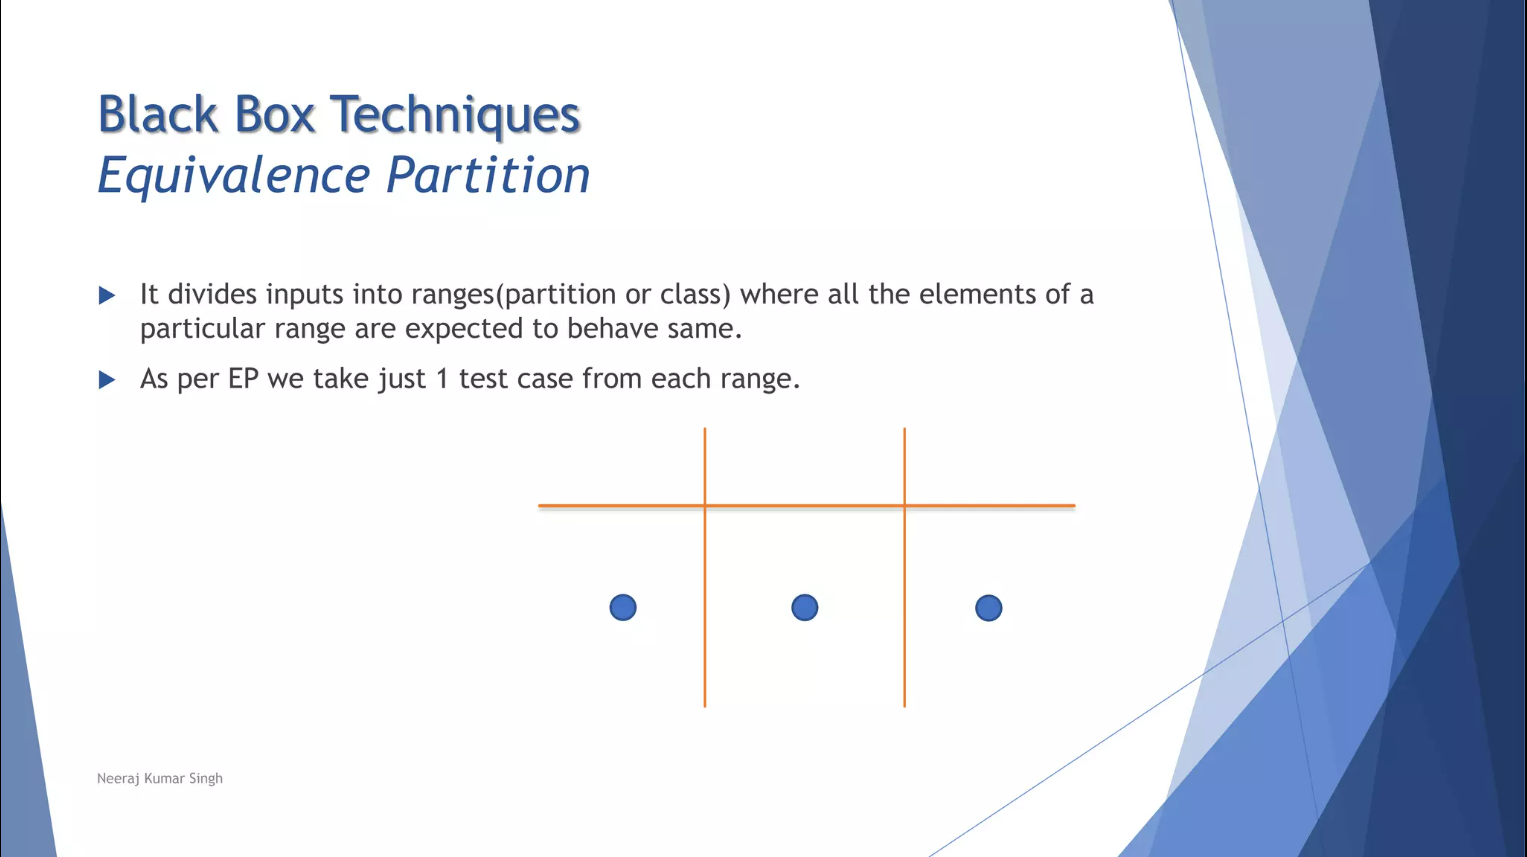 Black Box Techniques
Equivalence Partition
It divides inputs into ranges(partition or class) where all the elements of a
particular range are expected to behave same.
As per EP we take just 1 test case from each range.
Neeraj Kumar Singh